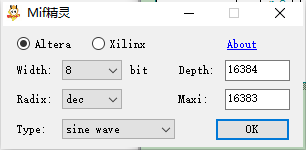 Mif精灵
Altera Xilinx About
Width: 8 bit Depth: 16384
Radix: dec Maxi: 16383
Type: sine wave OK